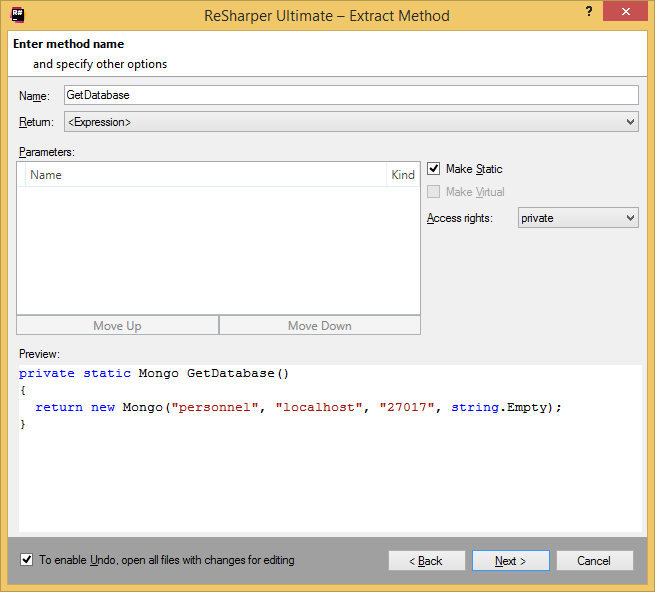 R#
ReSharper Ultimate – Extract Method
?
Enter method name
and specify other options
Name: GetDatabase
Return: <Expression>
Parameters:
Name Kind
Make Static
Make Virtual
Access rights: private
Move Up Move Down
Preview:
private static Mongo GetDatabase()
{
return new Mongo("personnel", "localhost", "27017", string.Empty);
}
To enable Undo, open all files with changes for editing
< Back Next > Cancel